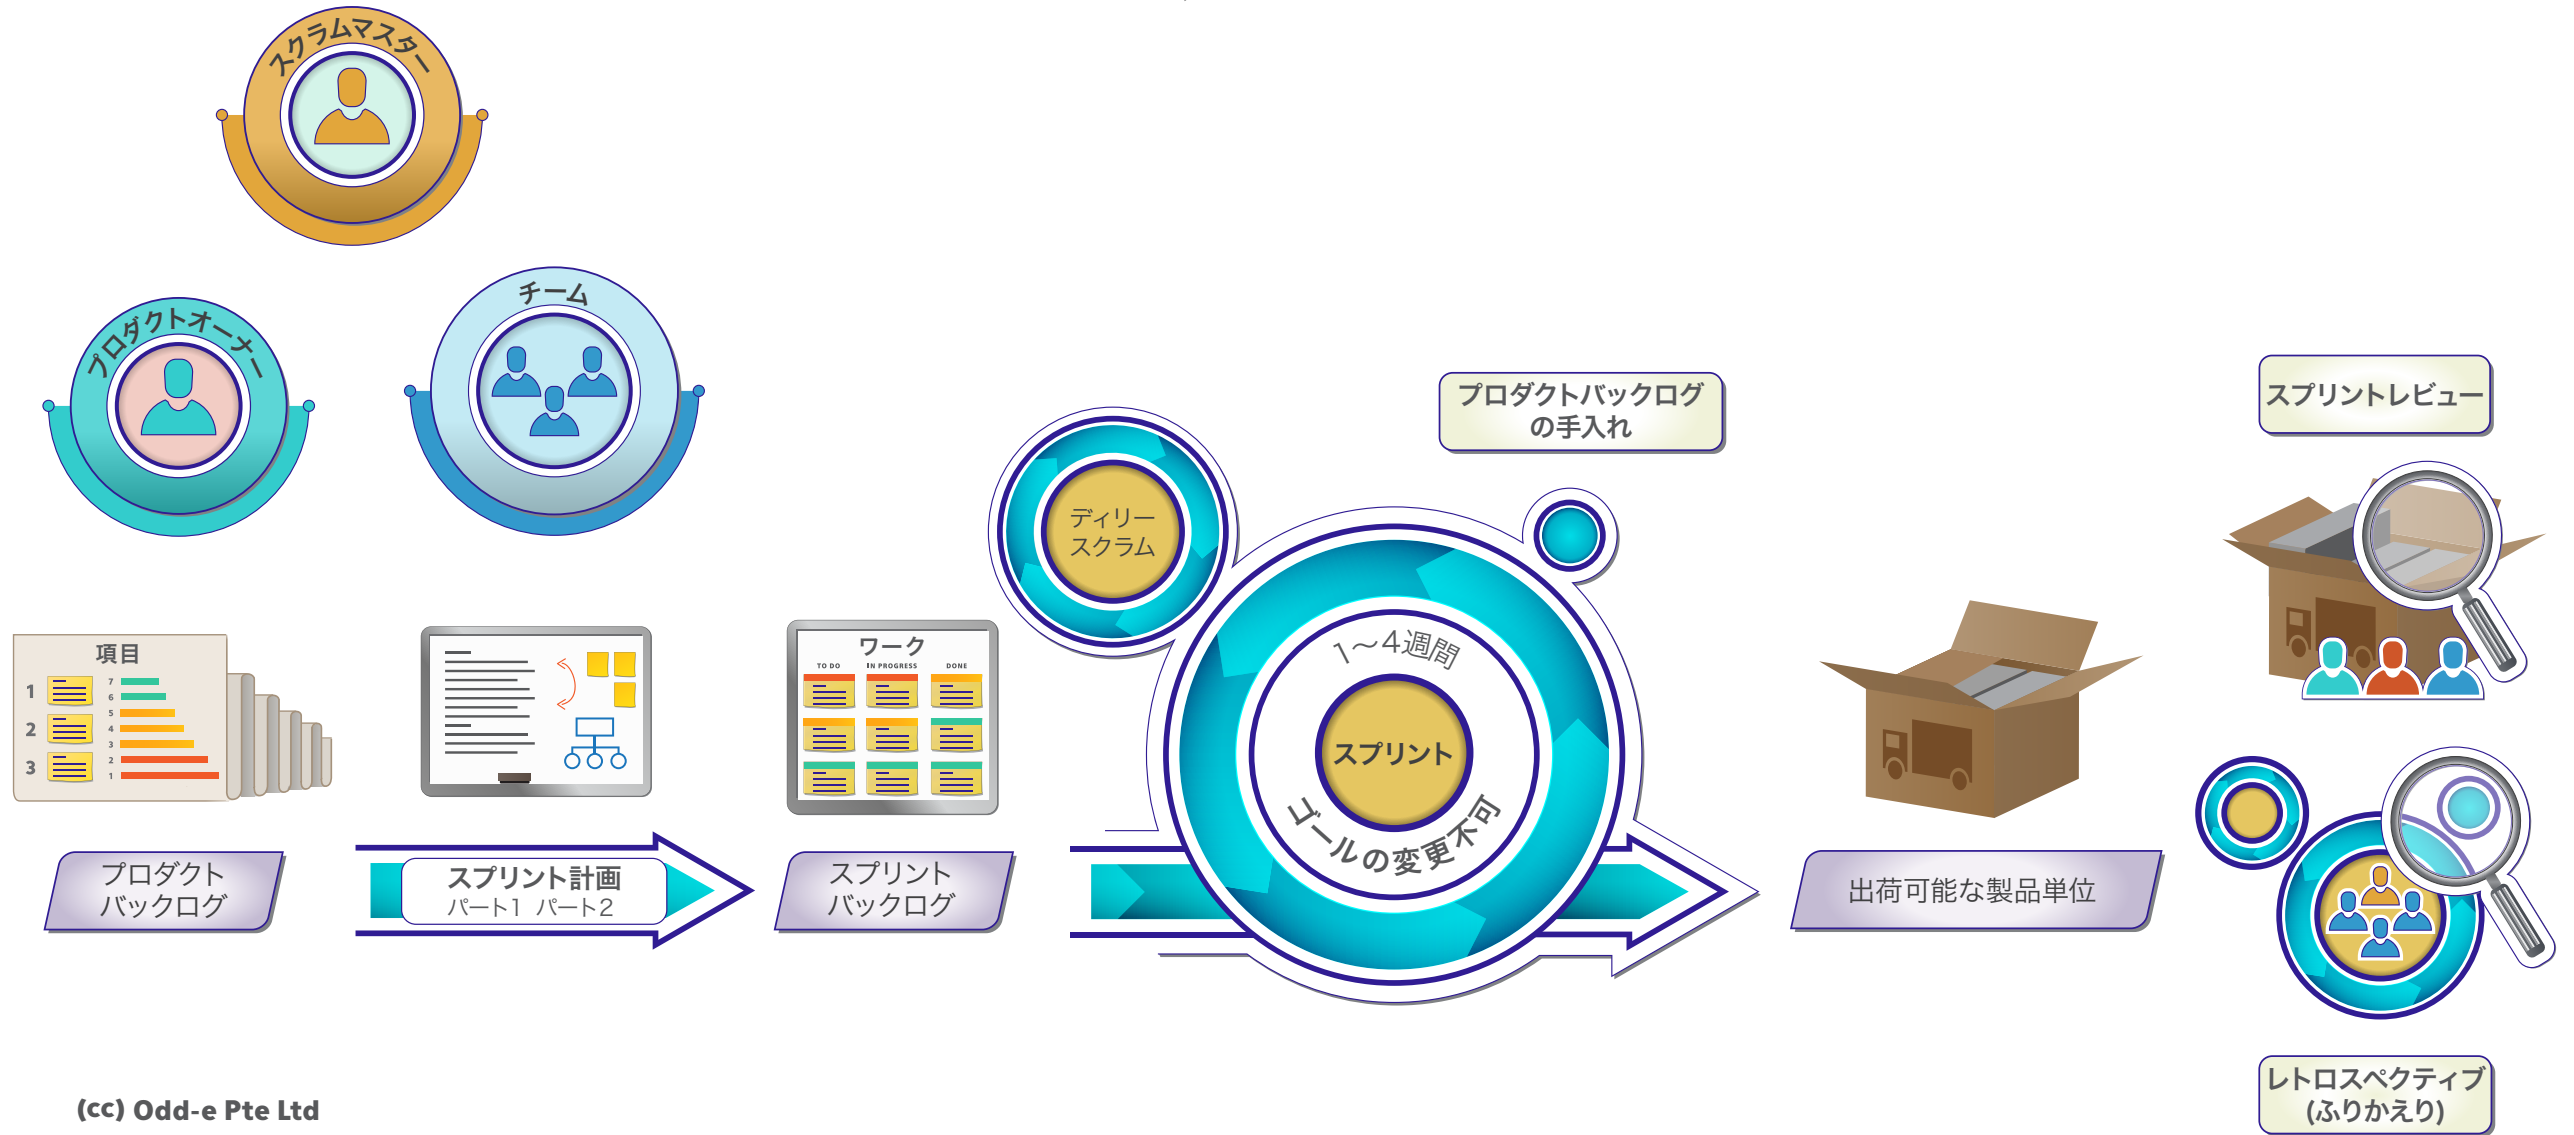 スクラムマスター
プロダクトオーナー
チーム
項目
1
2
3
7
6
5
4
3
2
1
プロダクト
バックログ
スプリント計画
パート1 パート2
ワーク
TO DO IN PROGRESS DONE
スプリント
バックログ
ディリー
スクラム
プロダクトバックログ
の手入れ
1～4週間
スプリント
ゴールの変更不可
出荷可能な製品単位
スプリントレビュー
レトロスペクティブ
(ふりかえり)
(cc) Odd-e Pte Ltd